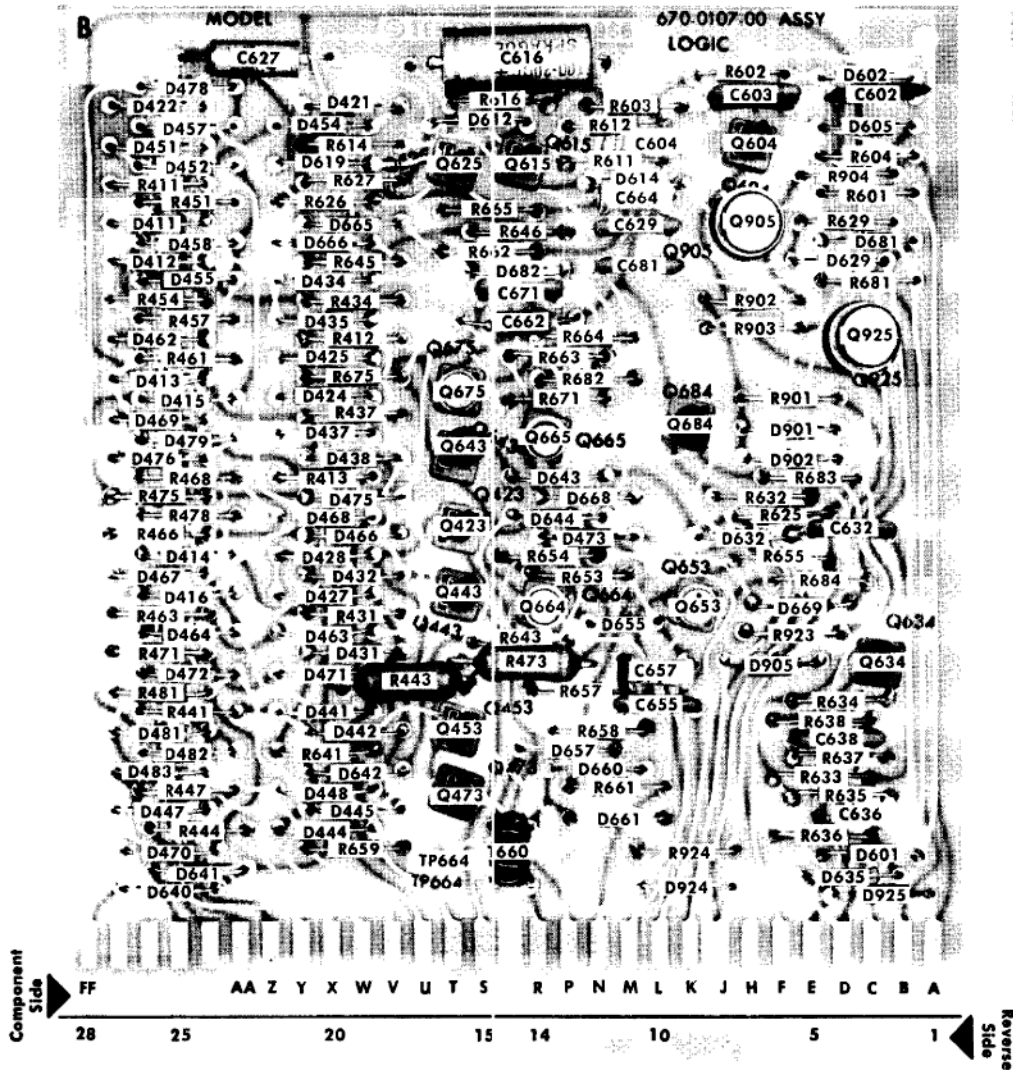 B
MODEL
670-0107-00 ASSY
LOGIC
C627
C616
R602
D602
D478
C603
C602
D422
D421
R616
R603
D457
D454
D612
R612
D605
D451
R614
Q615
C604
Q604
D452
D619
Q625
Q615
R611
R604
R411
R627
D614
R904
R451
R626
C664
R601
D411
D665
R665
Q905
R629
D458
D666
R646
C629
D681
D412
R645
R662
Q905
D629
D455
D434
D682
C681
R681
R454
R434
C671
R902
R457
D435
C662
R903
D462
R412
R664
Q925
R461
D425
R663
D413
R675
R682
Q925
D415
D424
Q675
R671
Q684
R901
D469
R437
Q684
D479
D437
Q643
Q665
Q665
D901
D476
D438
D902
R468
R413
D643
R683
R475
D475
D668
R632
R478
D468
Q423
D644
R625
R466
D466
D473
D632
C632
D414
D428
R654
R655
D467
D432
R653
Q653
R684
D416
D427
Q443
Q664
Q664
Q653
D669
R463
R431
D655
Q634
D464
D463
R643
R923
R471
D431
R473
C657
D905
Q634
D472
D471
R443
R481
R657
R634
R441
D441
C655
R638
D481
D442
Q453
R658
C638
D482
R641
D657
R637
D483
D642
D660
R633
R447
D448
Q473
R661
R635
D447
D445
D661
C636
R444
D444
R636
D470
R659
TP664
660
R924
D601
D641
TP664
D635
D640
D924
D925
Component Side
FF AA Z Y X W V U T S R P N M L K J H F E D C B A
28 25 20 15 14 10 5 1
Reverse Side